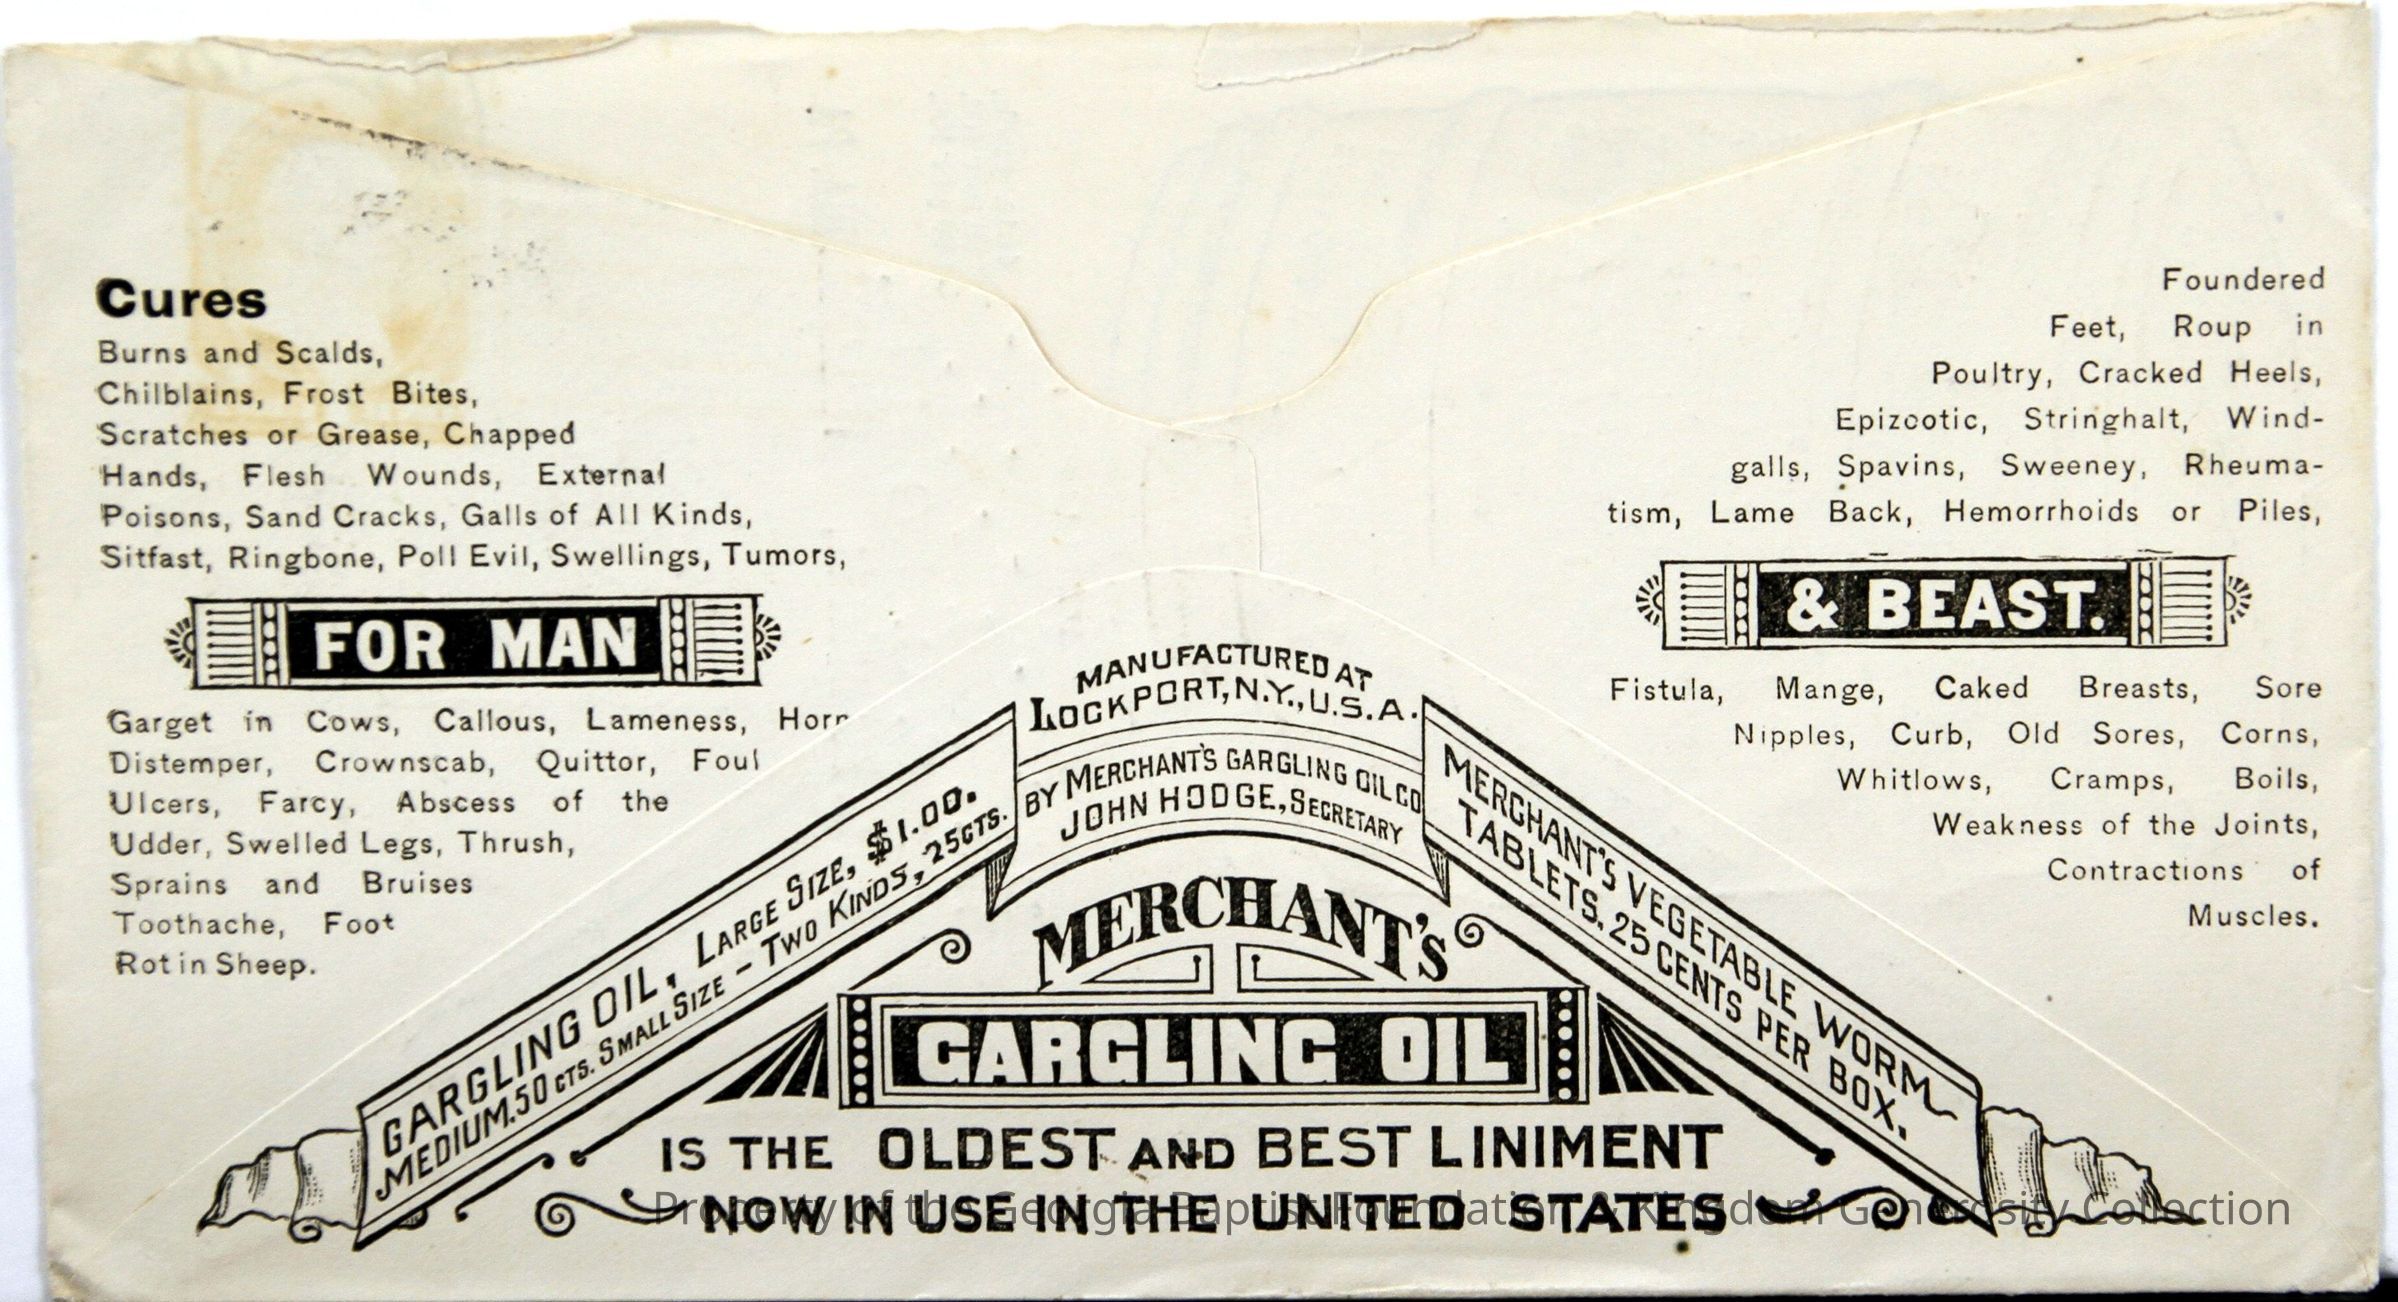 Cures
Burns and Scalds,
Chilblains, Frost Bites,
Scratches or Grease, Chapped
Hands, Flesh Wounds, External
Poisons, Sand Cracks, Galls of All Kinds,
Sitfast, Ringbone, Poll Evil, Swellings, Tumors,
FOR MAN
Garget in Cows, Callous, Lameness, Horn
Distemper, Crownscab, Quittor, Foul
Ulcers, Farcy, Abscess of the
Udder, Swelled Legs, Thrush,
Sprains and Bruises
Toothache, Foot
Rot in Sheep.
Foundered
Feet, Roup in
Poultry, Cracked Heels,
Epizootic, Stringhalt, Wind-
galls, Spavins, Sweeney, Rheuma-
tism, Lame Back, Hemorrhoids or Piles,
& BEAST.
Fistula, Mange, Caked Breasts, Sore
Nipples, Curb, Old Sores, Corns,
Whitlows, Cramps, Boils,
Weakness of the Joints,
Contractions of
Muscles.
MANUFACTURED AT
LOCKPORT, N.Y., U.S.A.
BY MERCHANT'S GARGLING OIL CO
JOHN HODGE, SECRETARY
GARGLING OIL, LARGE SIZE, $1.00.
MEDIUM. 50 CTS. SMALL SIZE - TWO KINDS, 25CTS.
MERCHANT'S VEGETABLE WORM
TABLETS. 25 CENTS PER BOX.
MERCHANT'S
GARGLING OIL
IS THE OLDEST AND BEST LINIMENT
NOW IN USE IN THE UNITED STATES
Property of the Georgia Baptist Foundation & Kingdom Generosity Collection